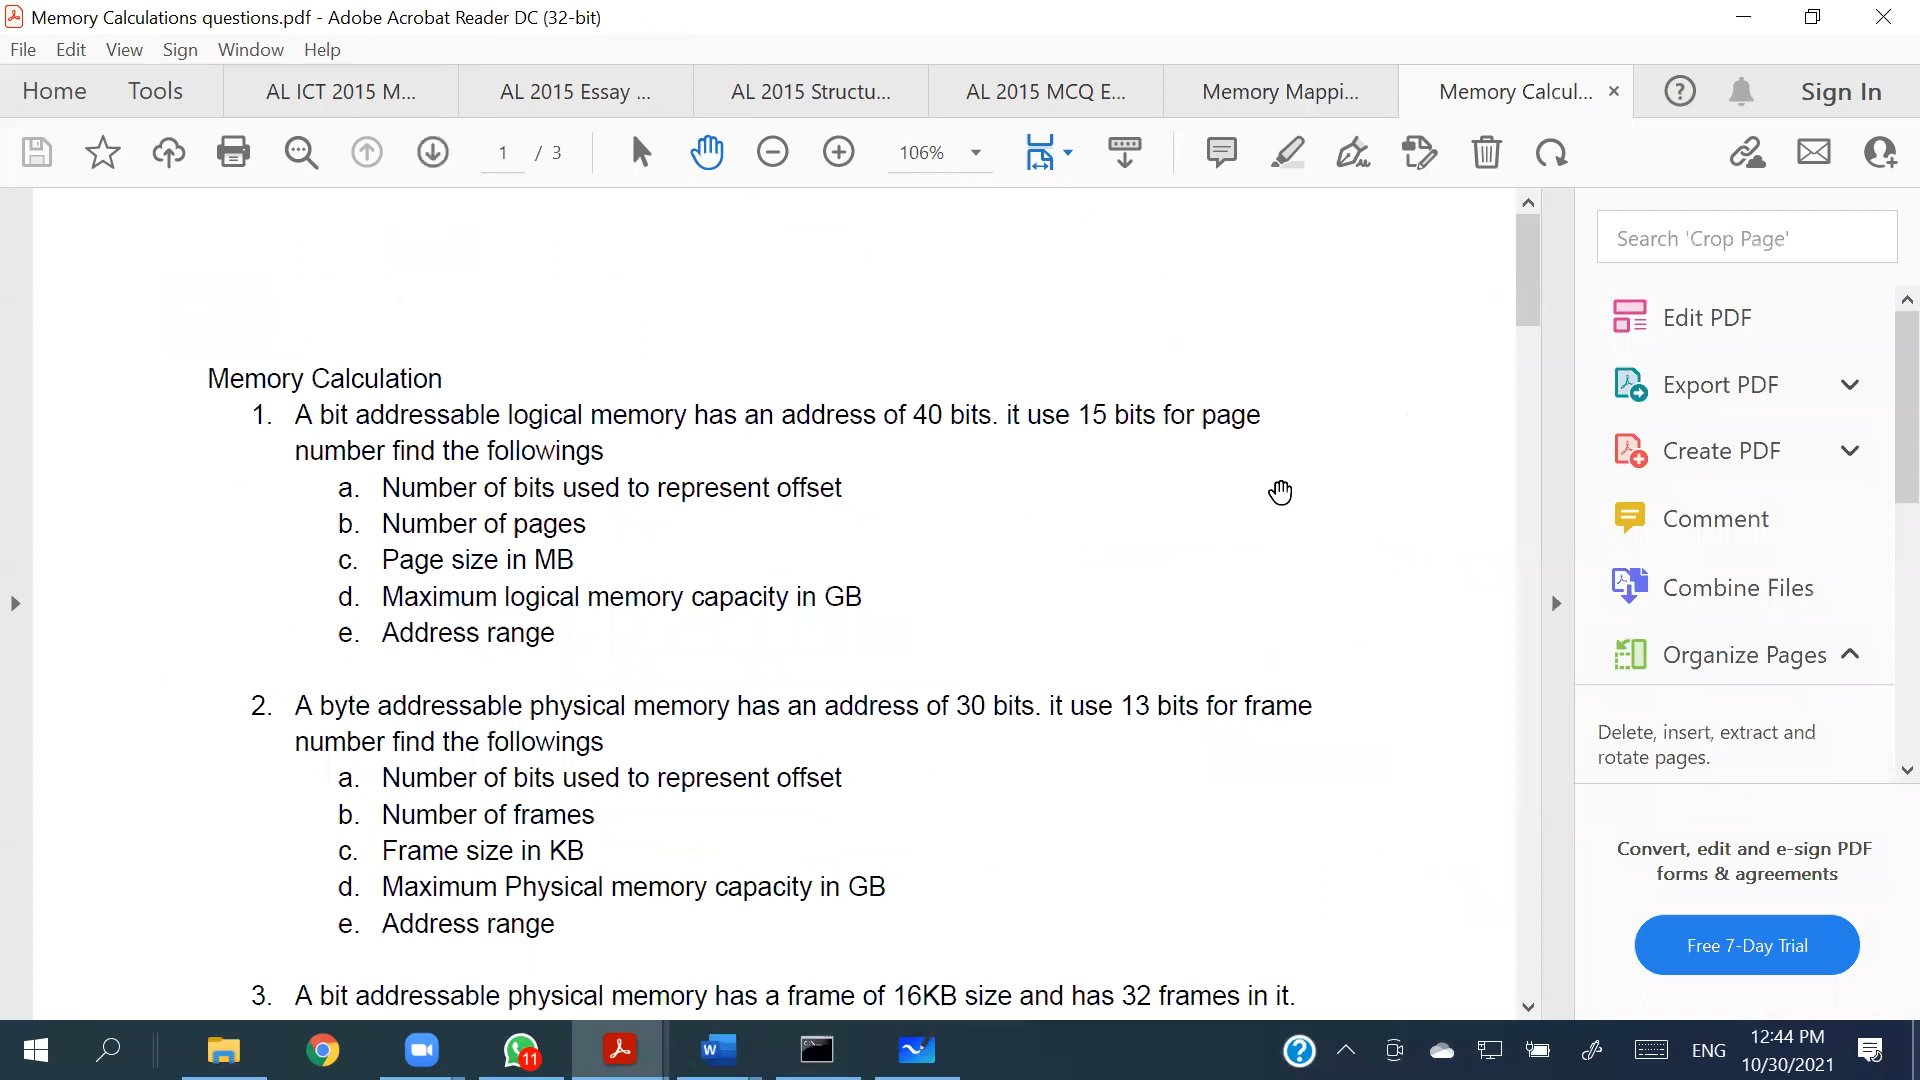 Memory Calculations questions.pdf - Adobe Acrobat Reader DC (32-bit)
File Edit View Sign Window Help
Home Tools AL ICT 2015 M... AL 2015 Essay ... AL 2015 Structu... AL 2015 MCQ E... Memory Mappi... Memory Calcul... × Sign In
1 / 3 106%
Search 'Crop Page'
Edit PDF
Export PDF
Create PDF
Comment
Combine Files
Organize Pages
Delete, insert, extract and
rotate pages.
Convert, edit and e-sign PDF
forms & agreements
Free 7-Day Trial
Memory Calculation
1. A bit addressable logical memory has an address of 40 bits. it use 15 bits for page
number find the followings
a. Number of bits used to represent offset
b. Number of pages
c. Page size in MB
d. Maximum logical memory capacity in GB
e. Address range
2. A byte addressable physical memory has an address of 30 bits. it use 13 bits for frame
number find the followings
a. Number of bits used to represent offset
b. Number of frames
c. Frame size in KB
d. Maximum Physical memory capacity in GB
e. Address range
3. A bit addressable physical memory has a frame of 16KB size and has 32 frames in it.
11
W
ENG
12:44 PM
10/30/2021